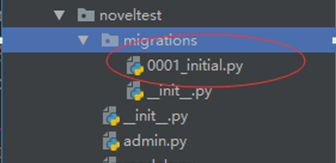 noveltest
migrations
0001_initial.py
__init__.py
__init__.py
admin.py